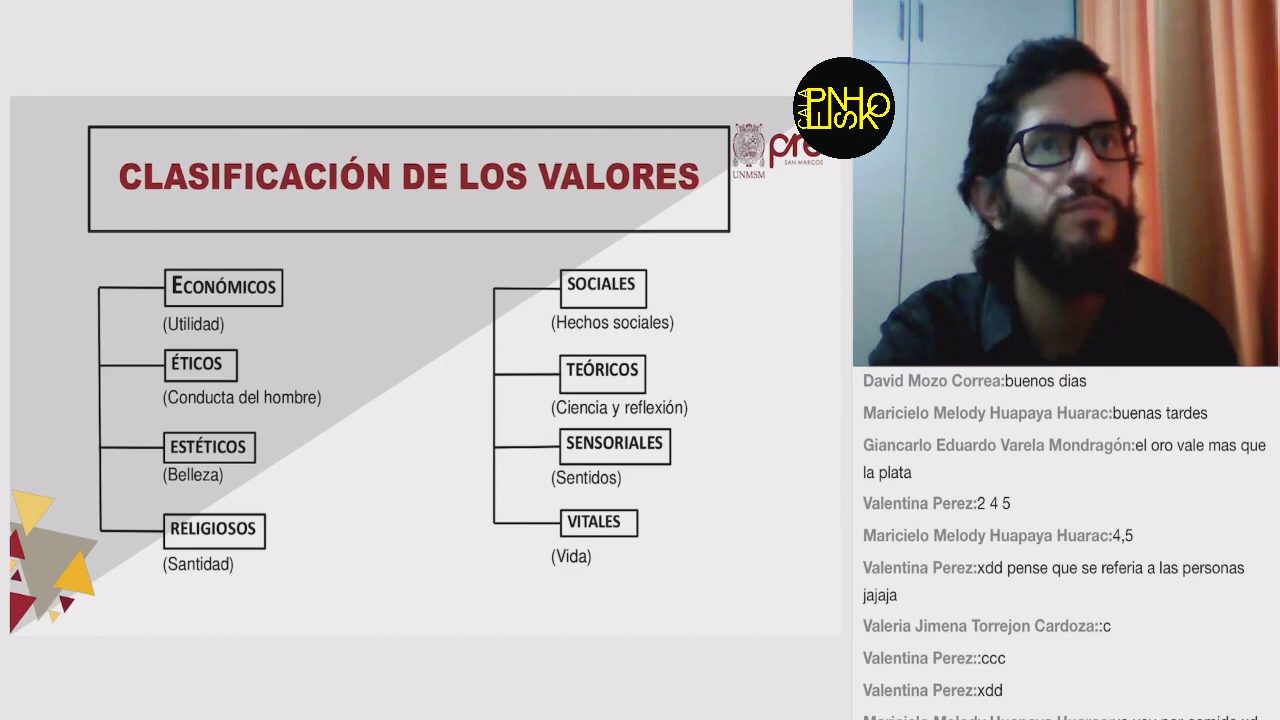 CLASIFICACIÓN DE LOS VALORES
UNMSM
SAN MARCOS
ECONÓMICOS
(Utilidad)
ÉTICOS
(Conducta del hombre)
ESTÉTICOS
(Belleza)
RELIGIOSOS
(Santidad)
SOCIALES
(Hechos sociales)
TEÓRICOS
(Ciencia y reflexión)
SENSORIALES
(Sentidos)
VITALES
(Vida)
David Mozo Correa:buenos dias
Maricielo Melody Huapaya Huarac:buenas tardes
Giancarlo Eduardo Varela Mondragón:el oro vale mas que
la plata
Valentina Perez:2 4 5
Maricielo Melody Huapaya Huarac:4,5
Valentina Perez:xdd pense que se referia a las personas
jajaja
Valeria Jimena Torrejon Cardoza::c
Valentina Perez::ccc
Valentina Perez:xdd